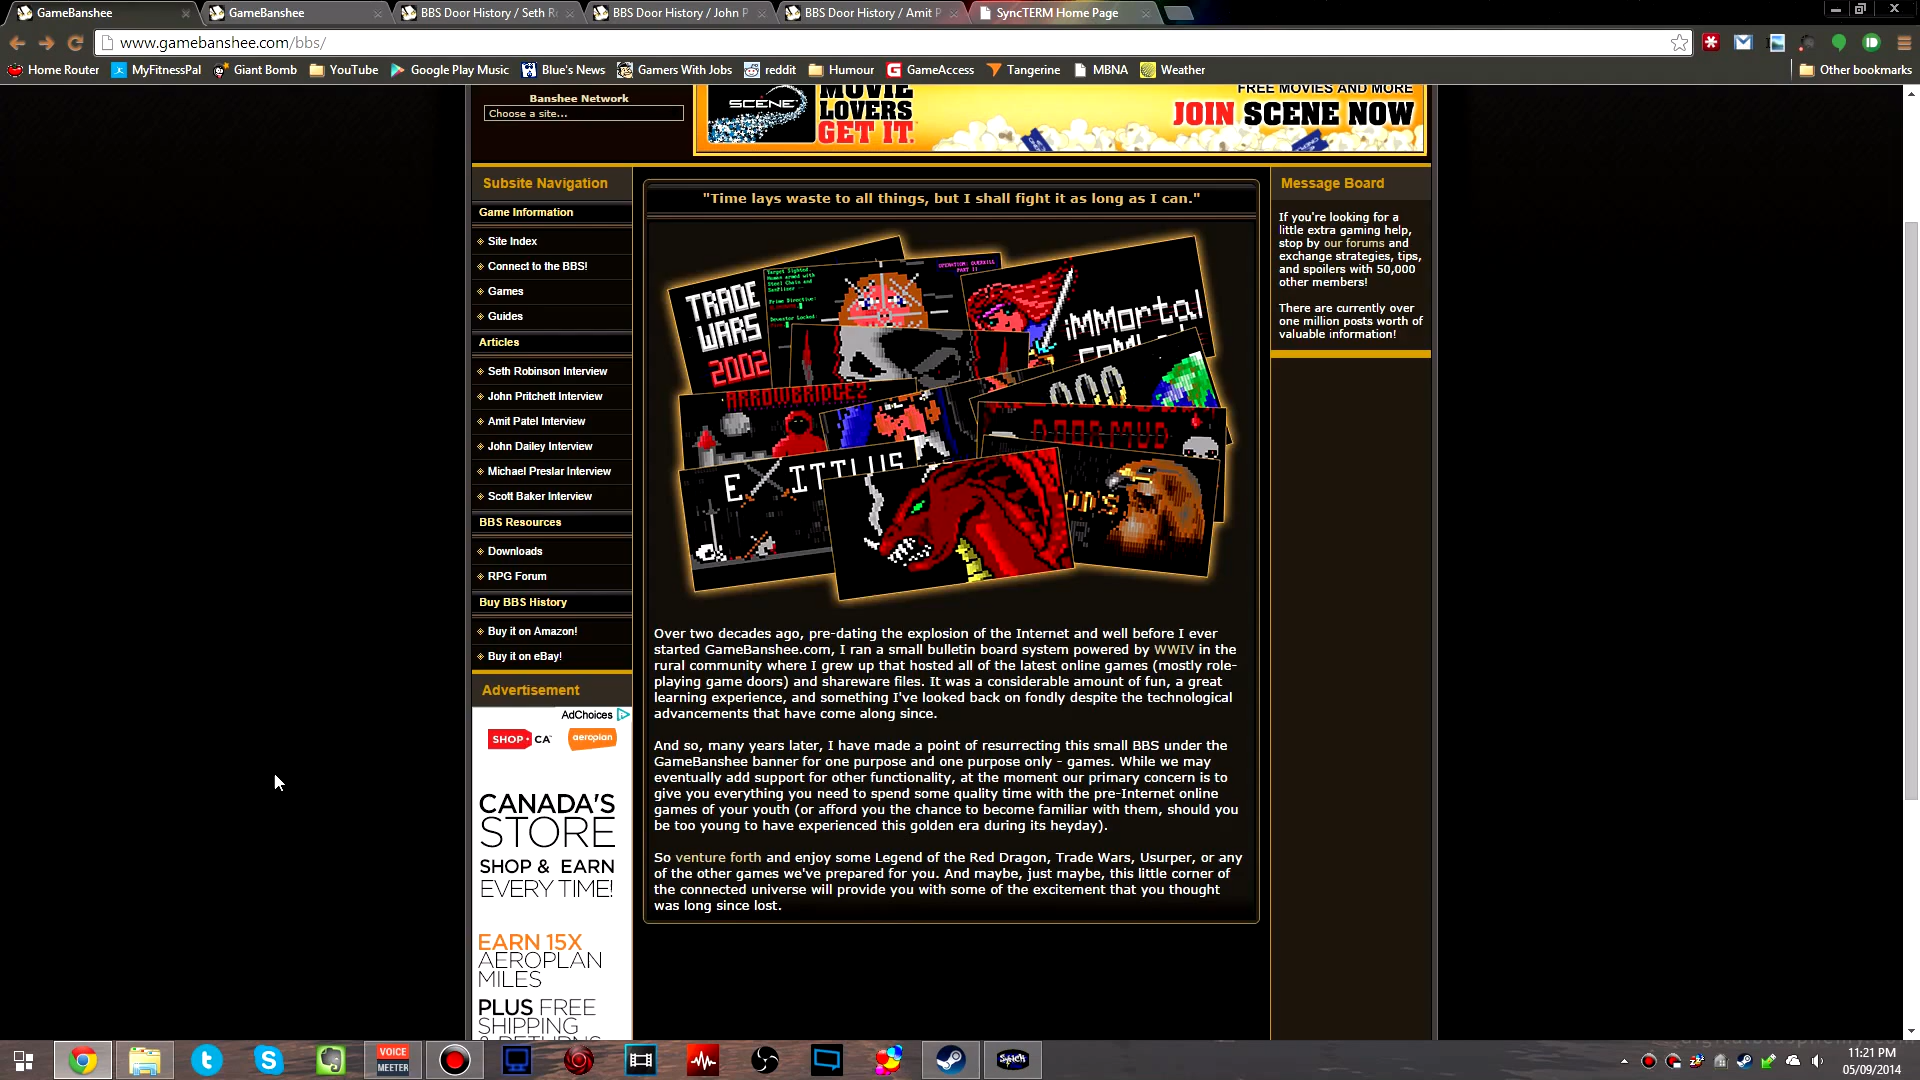 GameBanshee
GameBanshee
BBS Door History / Seth R
BBS Door History / John P
BBS Door History / Amit P
SyncTERM Home Page
www.gamebanshee.com/bbs/
Home Router
MyFitnessPal
Giant Bomb
YouTube
Google Play Music
Blue's News
Gamers With Jobs
reddit
Humour
GameAccess
Tangerine
MBNA
Weather
Other bookmarks
Banshee Network
Choose a site...
SCENE
MOVIE
LOVERS
GET IT.
FREE MOVIES AND MORE
JOIN SCENE NOW
Subsite Navigation
Game Information
Site Index
Connect to the BBS!
Games
Guides
Articles
Seth Robinson Interview
John Pritchett Interview
Amit Patel Interview
John Dailey Interview
Michael Preslar Interview
Scott Baker Interview
BBS Resources
Downloads
RPG Forum
Buy BBS History
Buy it on Amazon!
Buy it on eBay!
Advertisement
AdChoices
SHOP.CA
aeroplan
CANADA'S
STORE
SHOP & EARN
EVERY TIME!
EARN 15X
AEROPLAN
MILES
PLUS FREE
SHIPPING
& RETURNS
"Time lays waste to all things, but I shall fight it as long as I can."
TRADE
WARS
2002
Target Sighted.
Human armed with
Steel Chain and
Prime Directive:
OPERATION: OVERKILL
PART II
iMMortal
ARROWBRIDGE2
DOORMUD
EXITILUS
Over two decades ago, pre-dating the explosion of the Internet and well before I ever
started GameBanshee.com, I ran a small bulletin board system powered by WWIV in the
rural community where I grew up that hosted all of the latest online games (mostly role-
playing game doors) and shareware files. It was a considerable amount of fun, a great
learning experience, and something I've looked back on fondly despite the technological
advancements that have come along since.
And so, many years later, I have made a point of resurrecting this small BBS under the
GameBanshee banner for one purpose and one purpose only - games. While we may
eventually add support for other functionality, at the moment our primary concern is to
give you everything you need to spend some quality time with the pre-Internet online
games of your youth (or afford you the chance to become familiar with them, should you
be too young to have experienced this golden era during its heyday).
So venture forth and enjoy some Legend of the Red Dragon, Trade Wars, Usurper, or any
of the other games we've prepared for you. And maybe, just maybe, this little corner of
the connected universe will provide you with some of the excitement that you thought
was long since lost.
Message Board
If you're looking for a
little extra gaming help,
stop by our forums and
exchange strategies, tips,
and spoilers with 50,000
other members!
There are currently over
one million posts worth of
valuable information!
VOICE
MEETER
11:21 PM
05/09/2014